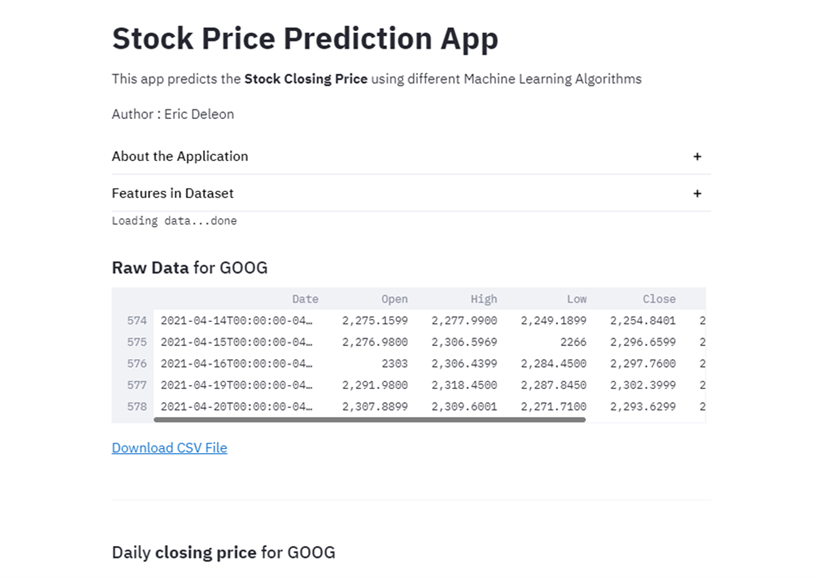 Stock Price Prediction App
This app predicts the Stock Closing Price using different Machine Learning Algorithms
Author : Eric Deleon
About the Application +
Features in Dataset +
Loading data...done
Raw Data for GOOG
Date Open High Low Close
574 2021-04-14T00:00:00-04… 2,275.1599 2,277.9900 2,249.1899 2,254.8401 2
575 2021-04-15T00:00:00-04… 2,276.9800 2,306.5969 2266 2,296.6599 2
576 2021-04-16T00:00:00-04… 2303 2,306.4399 2,284.4500 2,297.7600 2
577 2021-04-19T00:00:00-04… 2,291.9800 2,318.4500 2,287.8450 2,302.3999 2
578 2021-04-20T00:00:00-04… 2,307.8899 2,309.6001 2,271.7100 2,293.6299 2
Download CSV File
Daily closing price for GOOG